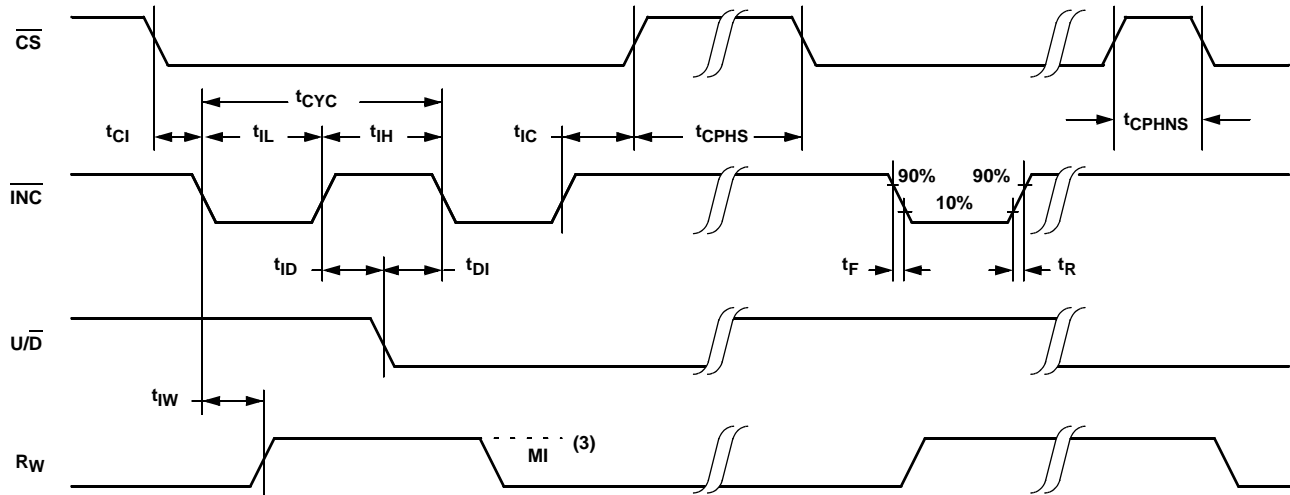 CS
tCYC
tCI
tIL
tIH
tIC
tCPHS
tCPHNS
INC
90%
90%
10%
tID
tDI
tF
tR
U/D
tIW
RW
MI
(3)